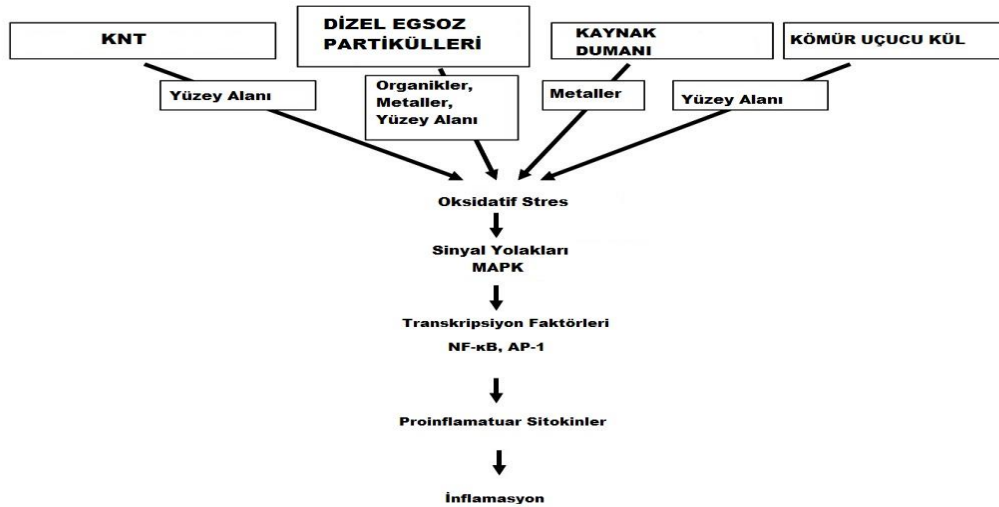 KNT
DİZEL EGSOZ
PARTİKÜLLERİ
KAYNAK
DUMANI
KÖMÜR UÇUCU KÜL
Yüzey Alanı
Organikler,
Metaller,
Yüzey Alanı
Metaller
Yüzey Alanı
Oksidatif Stres
Sinyal Yolakları
MAPK
Transkripsiyon Faktörleri
NF-κB, AP-1
Proinflamatuar Sitokinler
İnflamasyon